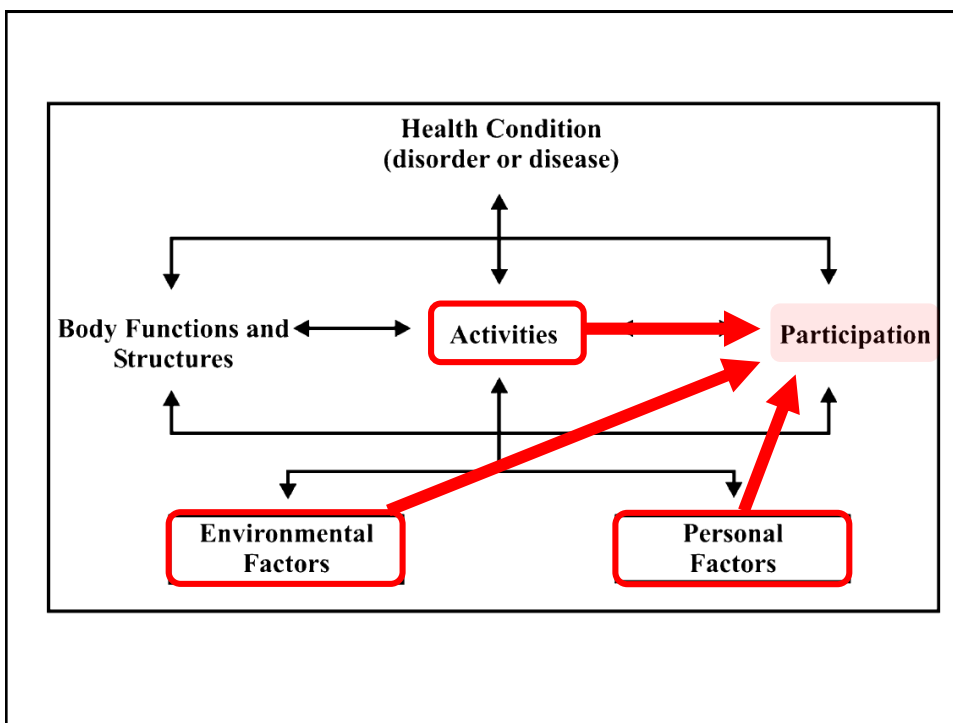 Health Condition
(disorder or disease)
Body Functions and
Structures
Activities
Participation
Environmental
Factors
Personal
Factors